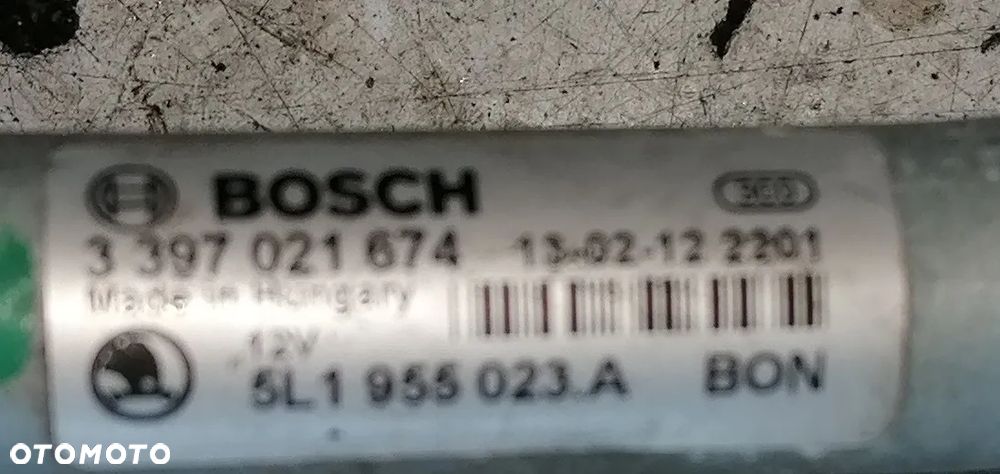 BOSCH
3 397 021 674 13-02-12 2201
Made in Hungary
12V
5L1 955 023.A BON
OTOMOTO